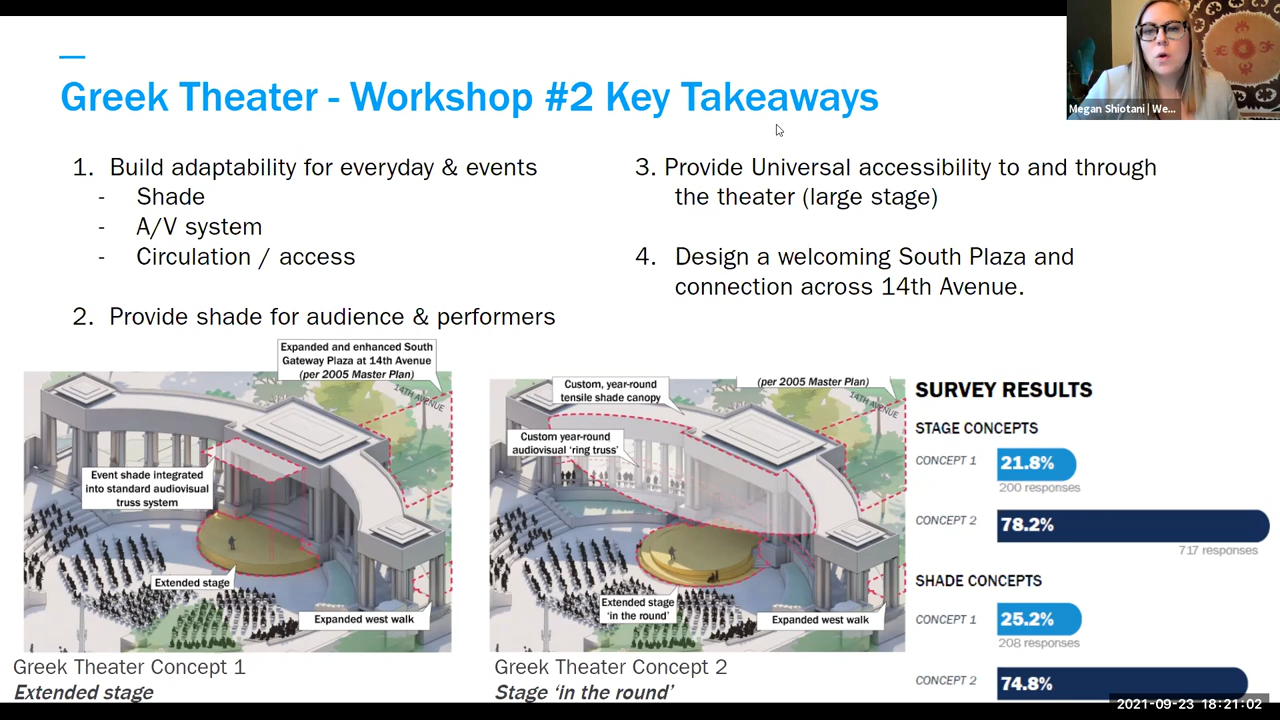 Greek Theater - Workshop #2 Key Takeaways
Megan Shiotani | We...
1. Build adaptability for everyday & events
- Shade
- A/V system
- Circulation / access
2. Provide shade for audience & performers
3. Provide Universal accessibility to and through
the theater (large stage)
4. Design a welcoming South Plaza and
connection across 14th Avenue.
Expanded and enhanced South
Gateway Plaza at 14th Avenue
(per 2005 Master Plan)
14TH AVENUE
Event shade integrated
into standard audiovisual
truss system
Extended stage
Expanded west walk
Greek Theater Concept 1
Extended stage
Custom, year-round
tensile shade canopy
(per 2005 Master Plan)
14TH AVENUE
Custom year-round
audiovisual 'ring truss'
Extended stage
'in the round'
Expanded west walk
Greek Theater Concept 2
Stage 'in the round'
SURVEY RESULTS
STAGE CONCEPTS
CONCEPT 1 21.8%
200 responses
CONCEPT 2 78.2%
717 responses
SHADE CONCEPTS
CONCEPT 1 25.2%
208 responses
CONCEPT 2 74.8%
2021-09-23 18:21:02